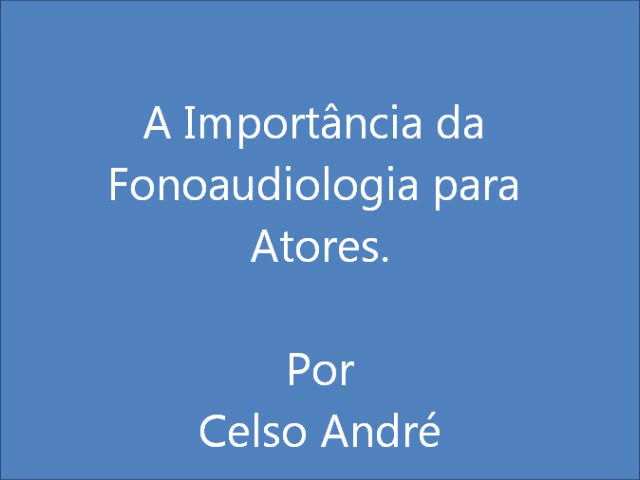 A Importância da
Fonoaudiologia para
Atores.
Por
Celso André